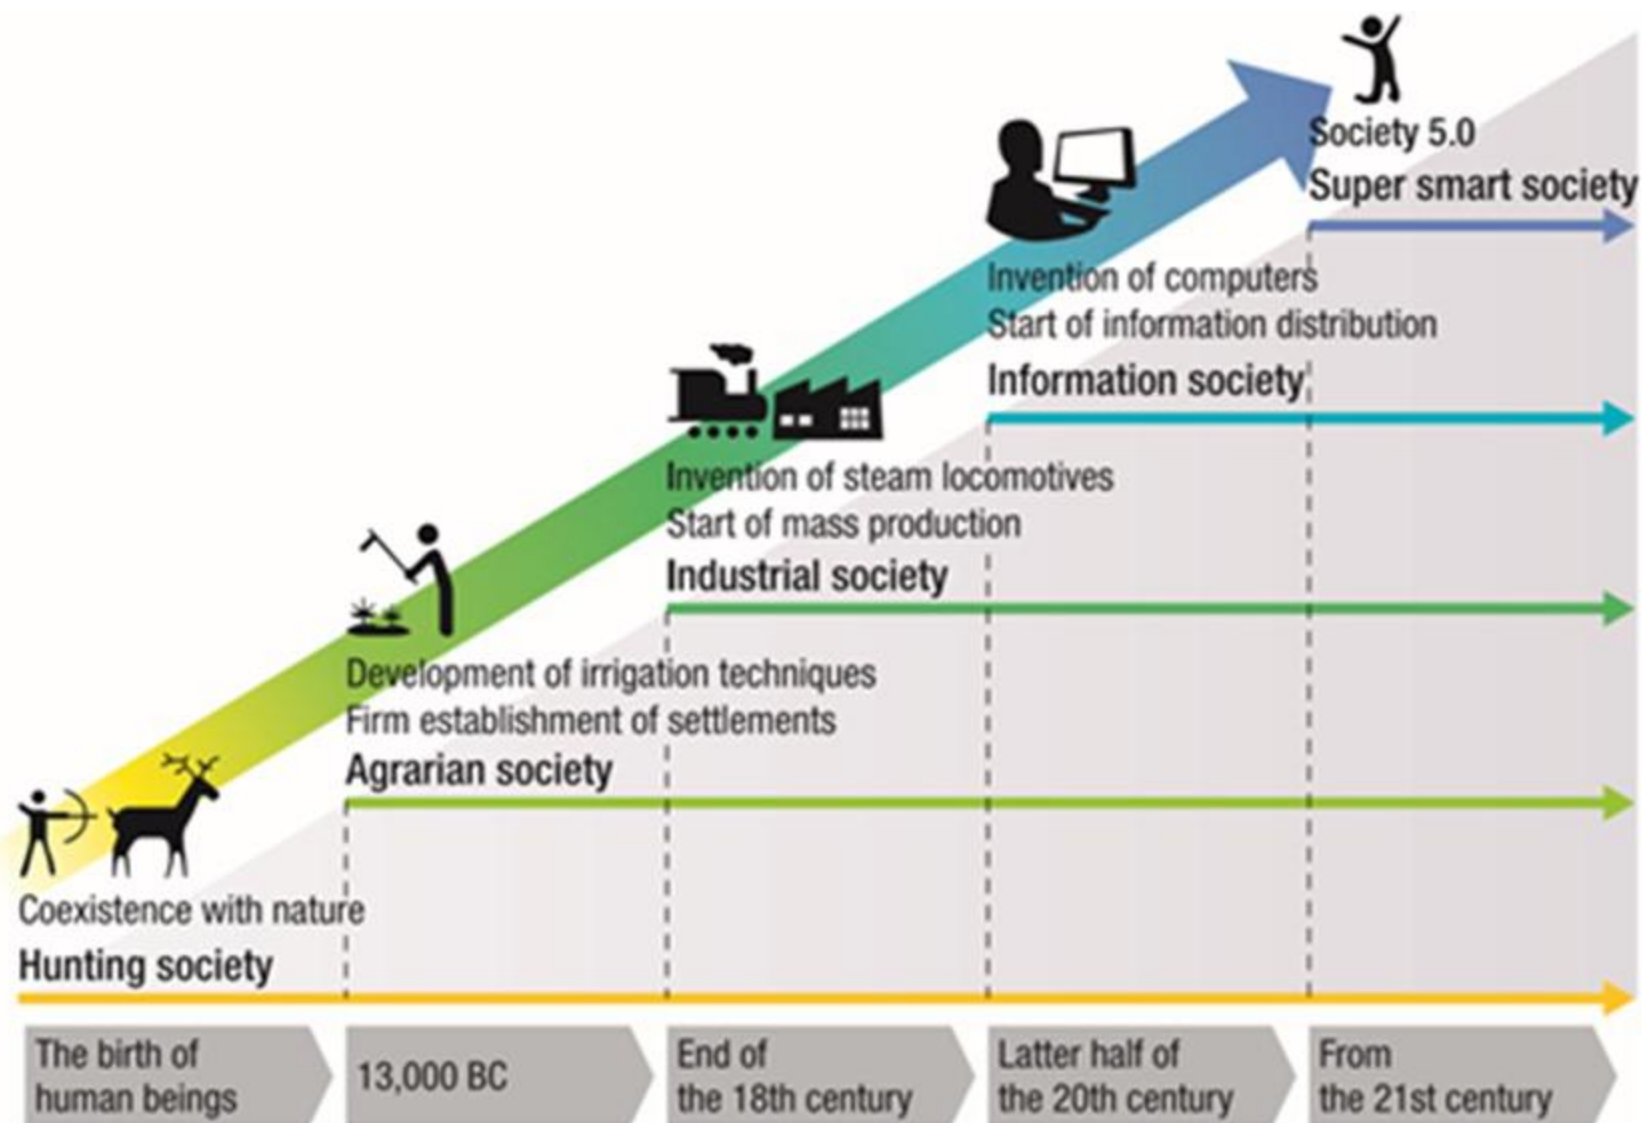 Society 5.0
Super smart society
Invention of computers
Start of information distribution
Information society
Invention of steam locomotives
Start of mass production
Industrial society
Development of irrigation techniques
Firm establishment of settlements
Agrarian society
Coexistence with nature
Hunting society
The birth of
human beings
13,000 BC
End of
the 18th century
Latter half of
the 20th century
From
the 21st century